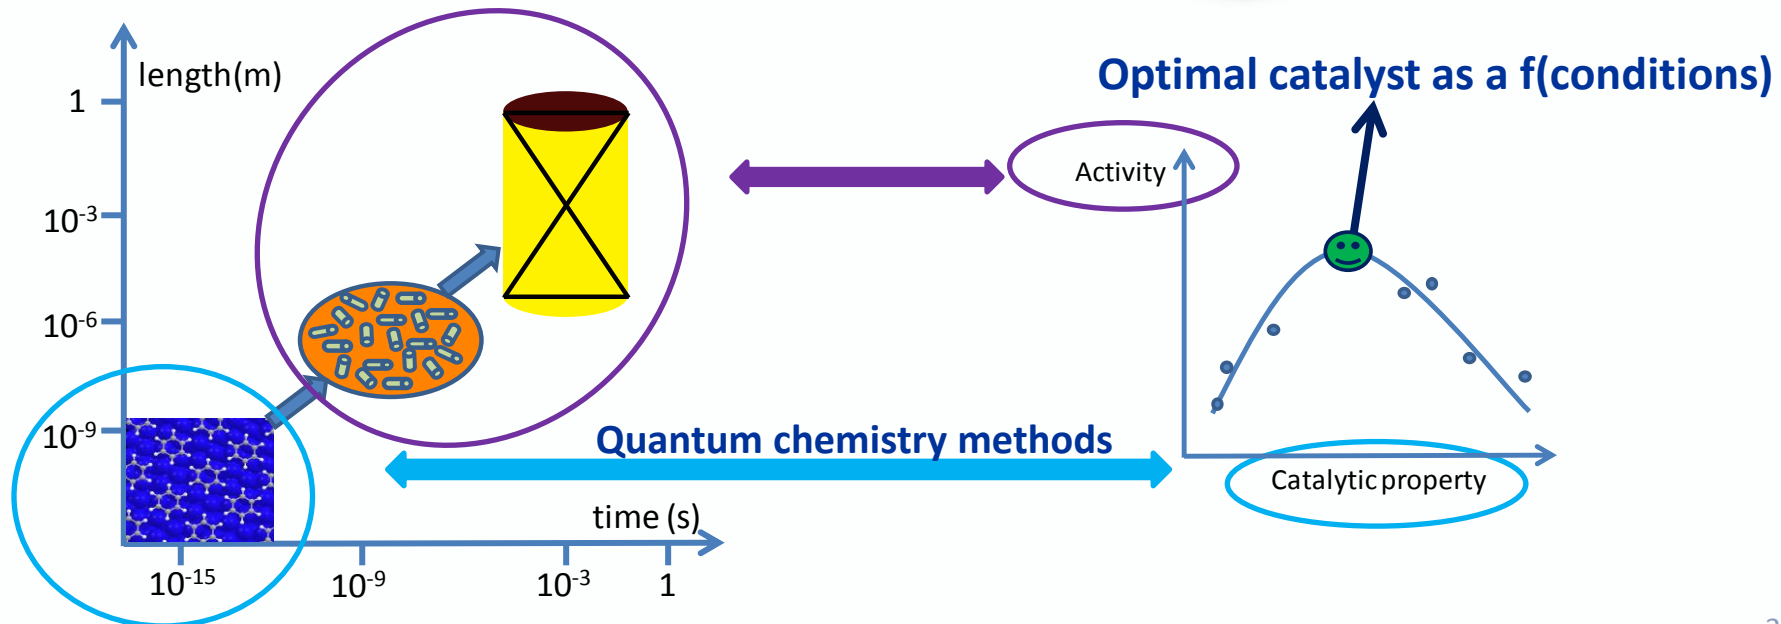 length(m)
1
10-3
10-6
10-9
time (s)
10-15
10-9
10-3
1
Quantum chemistry methods
Optimal catalyst as a f(conditions)
Activity
Catalytic property